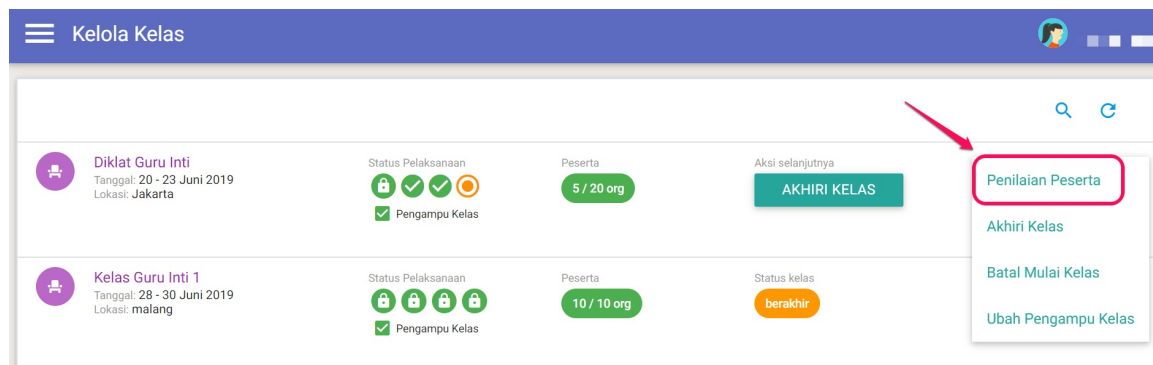 Kelola Kelas
Diklat Guru Inti
Tanggal: 20 - 23 Juni 2019
Lokasi: Jakarta
Status Pelaksanaan
Pengampu Kelas
Peserta
5 / 20 org
Aksi selanjutnya
AKHIRI KELAS
Kelas Guru Inti 1
Tanggal: 28 - 30 Juni 2019
Lokasi: malang
Status Pelaksanaan
Pengampu Kelas
Peserta
10 / 10 org
Status kelas
berakhir
Penilaian Peserta
Akhiri Kelas
Batal Mulai Kelas
Ubah Pengampu Kelas